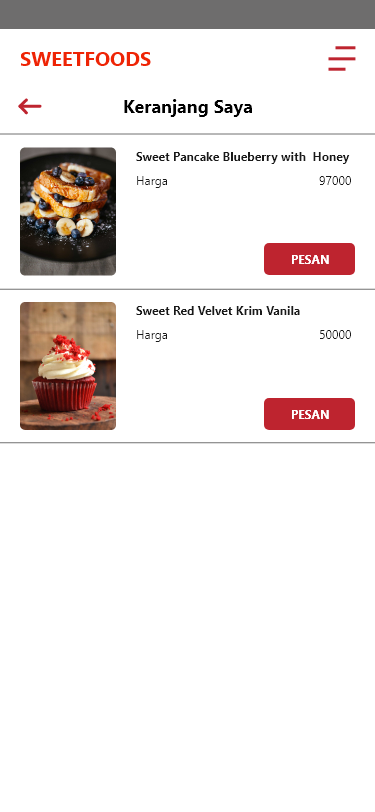 SWEETFOODS
Keranjang Saya
Sweet Pancake Blueberry with  Honey
Harga 97000
PESAN
Sweet Red Velvet Krim Vanila
Harga 50000
PESAN